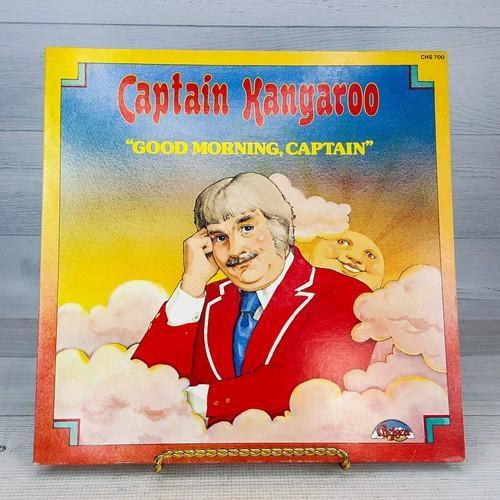 CHS 700
Captain Kangaroo
"GOOD MORNING, CAPTAIN"